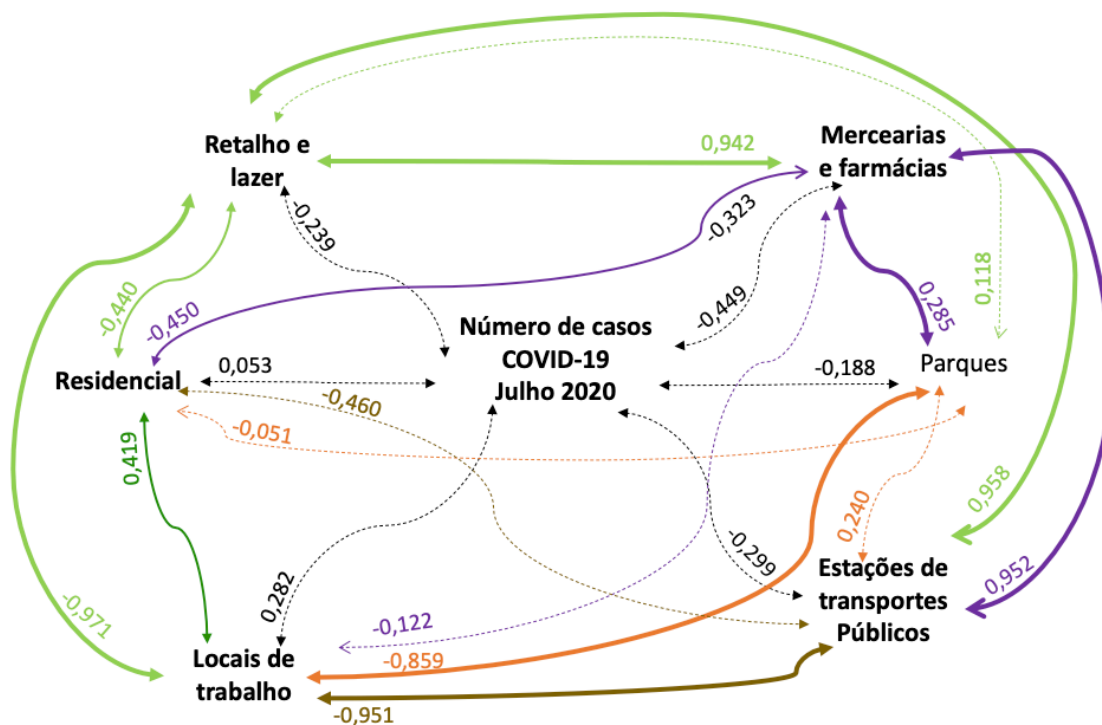 Retalho e
lazer
0,942
Mercearias
e farmácias
-0,239
-0,323
-0,440
-0,450
-0,449
0,285
0,118
Número de casos
COVID-19
Julho 2020
Residencial
0,053
-0,188
Parques
-0,460
-0,051
0,419
0,240
0,958
-0,299
0,952
0,282
-0,122
Estações de
transportes
Públicos
-0,971
Locais de
trabalho
-0,859
-0,951